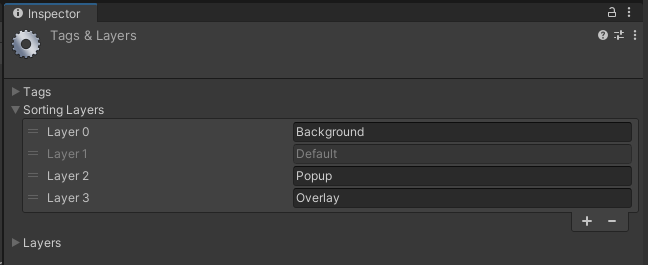 Inspector
Tags & Layers
Tags
Sorting Layers
Layer 0 Background
Layer 1 Default
Layer 2 Popup
Layer 3 Overlay
Layers